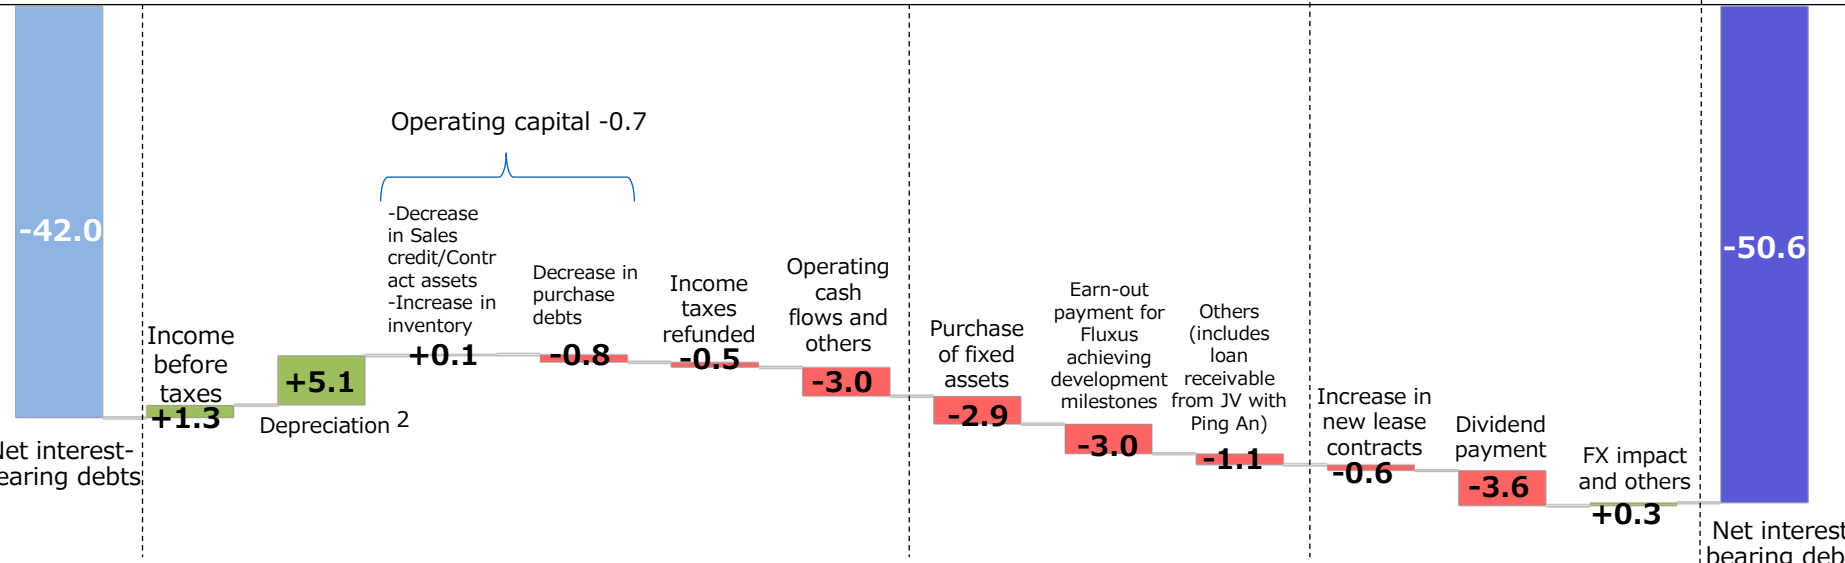 Operating capital -0.7
-42.0
Net interest-
earing debts
Income
before
taxes
+1.3
+5.1
Depreciation 2
-Decrease
in Sales
credit/Contr
act assets
-Increase in
inventory
+0.1
Decrease in
purchase
debts
-0.8
Income
taxes
refunded
-0.5
Operating
cash
flows and
others
-3.0
Purchase
of fixed
assets
-2.9
Earn-out
payment for
Fluxus
achieving
development
milestones
-3.0
Others
(includes
loan
receivable
from JV with
Ping An)
-1.1
Increase in
new lease
contracts
-0.6
Dividend
payment
-3.6
FX impact
and others
+0.3
-50.6
Net interest
bearing deb